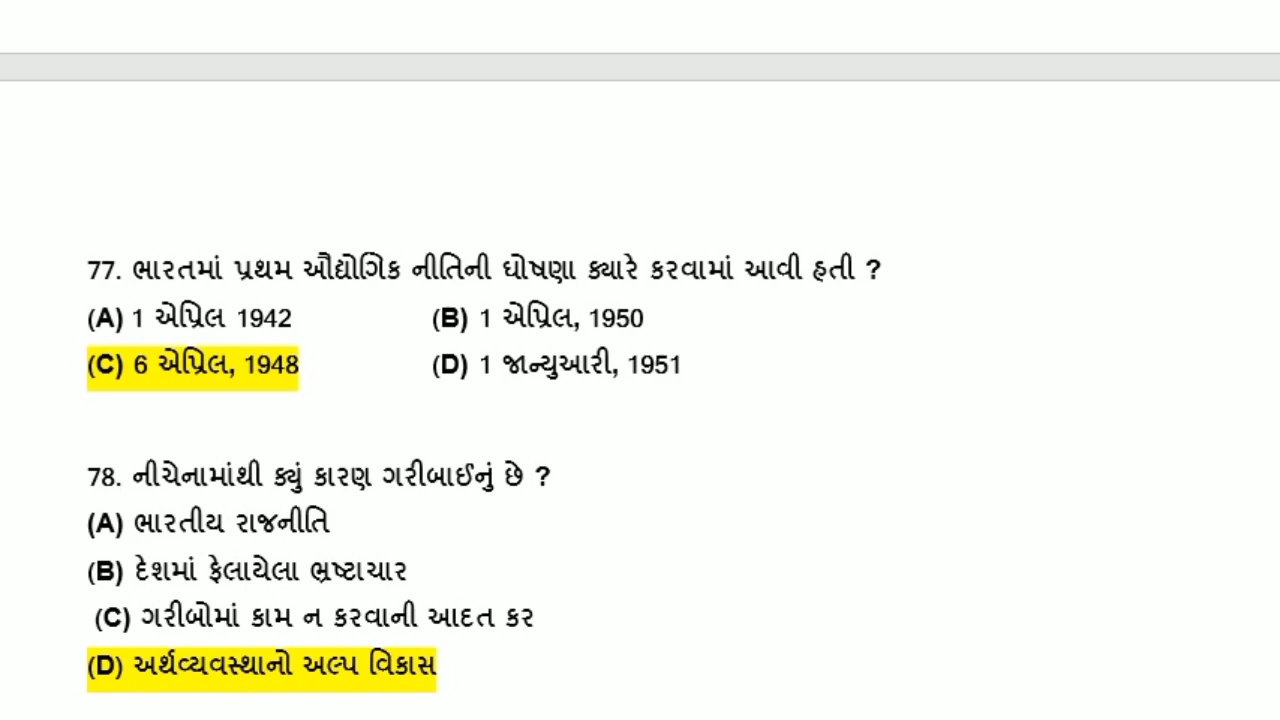 77. ભારતમાં પ્રથમ ઔદ્યોગિક નીતિની ઘોષણા ક્યારે કરવામાં આવી હતી ?
(A) 1 એપ્રિલ 1942 (B) 1 એપ્રિલ, 1950
(C) 6 એપ્રિલ, 1948 (D) 1 જાન્યુઆરી, 1951
78. નીચેનામાંથી ક્યું કારણ ગરીબાઈનું છે ?
(A) ભારતીય રાજનીતિ
(B) દેશમાં ફેલાયેલા ભ્રષ્ટાચાર
(C) ગરીબોમાં કામ ન કરવાની આદત કર
(D) અર્થવ્યવસ્થાનો અલ્પ વિકાસ